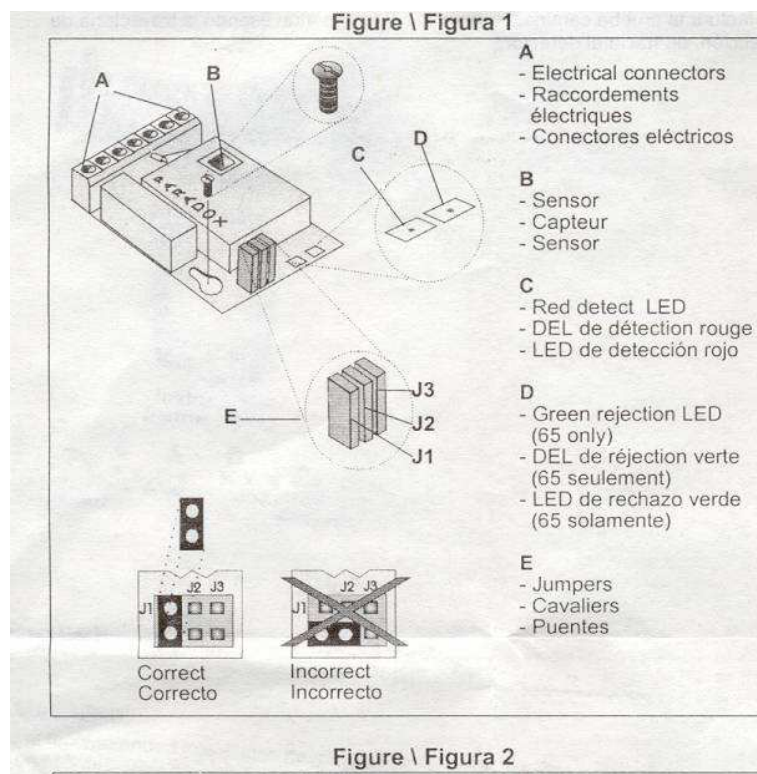 Figure \ Figura 1
A
B
C
D
PARADOX
E
J3
J2
J1
J2 J3
J1
Correct
Correcto
J2 J3
J1
Incorrect
Incorrecto
A
- Electrical connectors
- Raccordements
électriques
- Conectores eléctricos
B
- Sensor
- Capteur
- Sensor
C
- Red detect LED
- DEL de détection rouge
- LED de detección rojo
D
- Green rejection LED
(65 only)
- DEL de réjection verte
(65 seulement)
- LED de rechazo verde
(65 solamente)
E
- Jumpers
- Cavaliers
- Puentes
Figure \ Figura 2